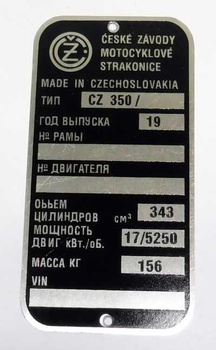 ČZ
ČESKÉ ZÁVODY
MOTOCYKLOVÉ
STRAKONICE
MADE IN CZECHOSLOVAKIA
ТИП CZ 350/
ГОД ВЫПУСКА 19
№ РАМЫ
№ ДВИГАТЕЛЯ
ОБЬЕМ
ЦИЛИНДРОВ см³ 343
МОЩНОСТЬ
ДВИГ кВт./оБ. 17/5250
МАССА КГ 156
VIN